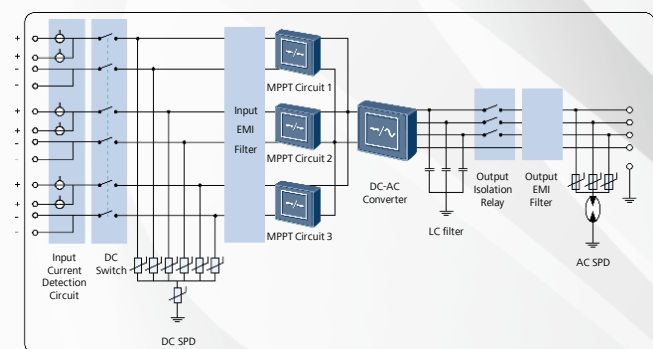 +
+
-
-
+
+
-
-
+
+
-
-
Input
Current
Detection
Circuit
DC
Switch
DC SPD
Input
EMI
Filter
MPPT Circuit 1
MPPT Circuit 2
MPPT Circuit 3
DC-AC
Converter
LC filter
Output
Isolation
Relay
Output
EMI
Filter
AC SPD